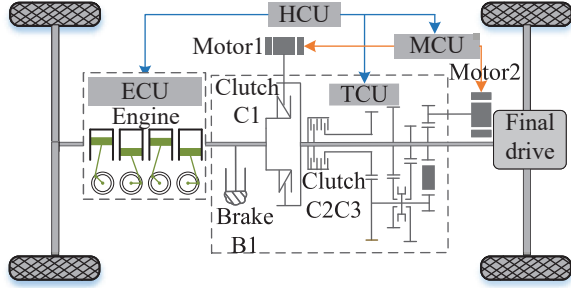 HCU
Motor1
MCU
Motor2
ECU
Engine
Clutch
C1
TCU
Final
drive
Clutch
C2C3
Brake
B1